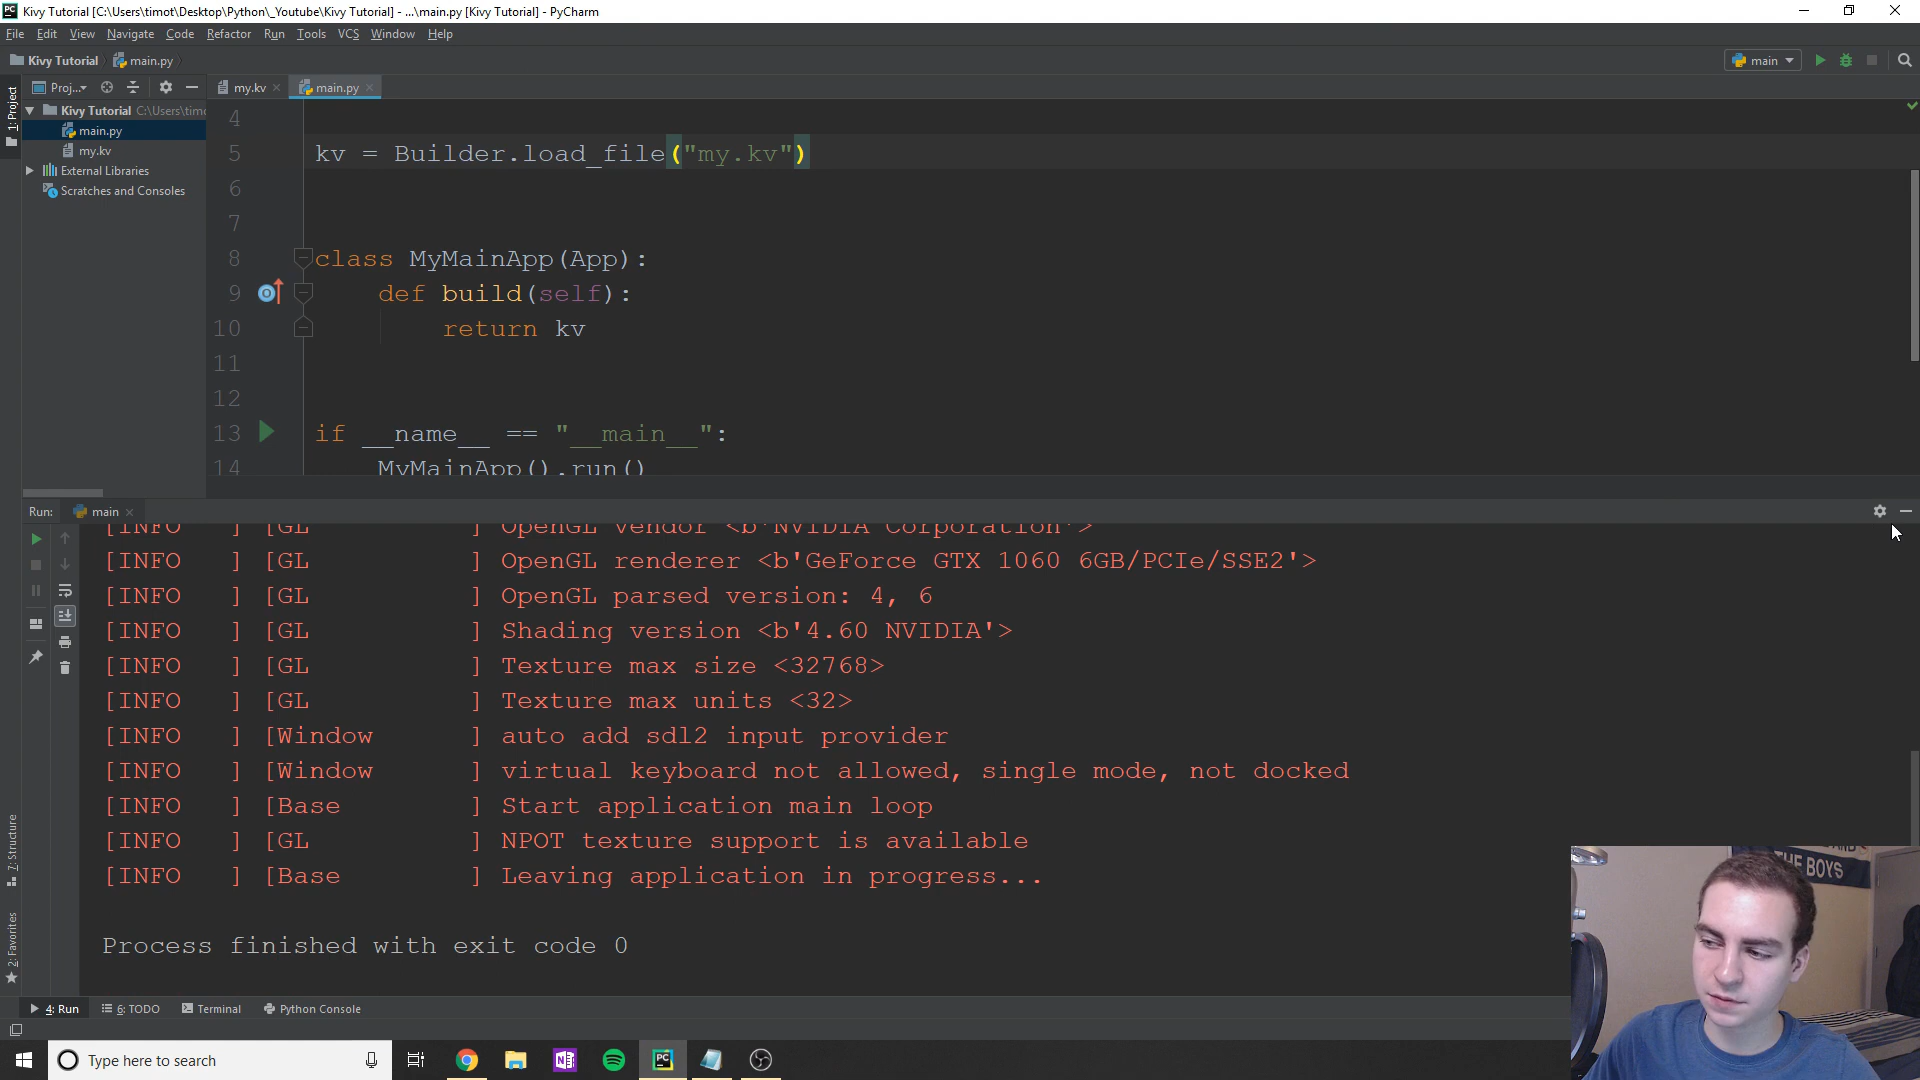 Kivy Tutorial [C:\Users\timot\Desktop\Python\_Youtube\Kivy Tutorial] - ...\main.py [Kivy Tutorial] - PyCharm
File Edit View Navigate Code Refactor Run Tools VCS Window Help
Kivy Tutorial main.py
main
1: Project
Proj...
my.kv
main.py
Kivy Tutorial C:\Users\timo
main.py
my.kv
External Libraries
Scratches and Consoles
4
5 kv = Builder.load_file("my.kv")
6
7
8 class MyMainApp(App):
9 def build(self):
10 return kv
11
12
13 if __name__ == "__main__":
14 MyMainApp().run()
Run: main
[INFO ] [GL ] OpenGL vendor <b'NVIDIA Corporation'>
[INFO ] [GL ] OpenGL renderer <b'GeForce GTX 1060 6GB/PCIe/SSE2'>
[INFO ] [GL ] OpenGL parsed version: 4, 6
[INFO ] [GL ] Shading version <b'4.60 NVIDIA'>
[INFO ] [GL ] Texture max size <32768>
[INFO ] [GL ] Texture max units <32>
[INFO ] [Window ] auto add sdl2 input provider
[INFO ] [Window ] virtual keyboard not allowed, single mode, not docked
[INFO ] [Base ] Start application main loop
[INFO ] [GL ] NPOT texture support is available
[INFO ] [Base ] Leaving application in progress...
Process finished with exit code 0
7: Structure
2: Favorites
THE BOYS
4: Run 6: TODO Terminal Python Console
Type here to search